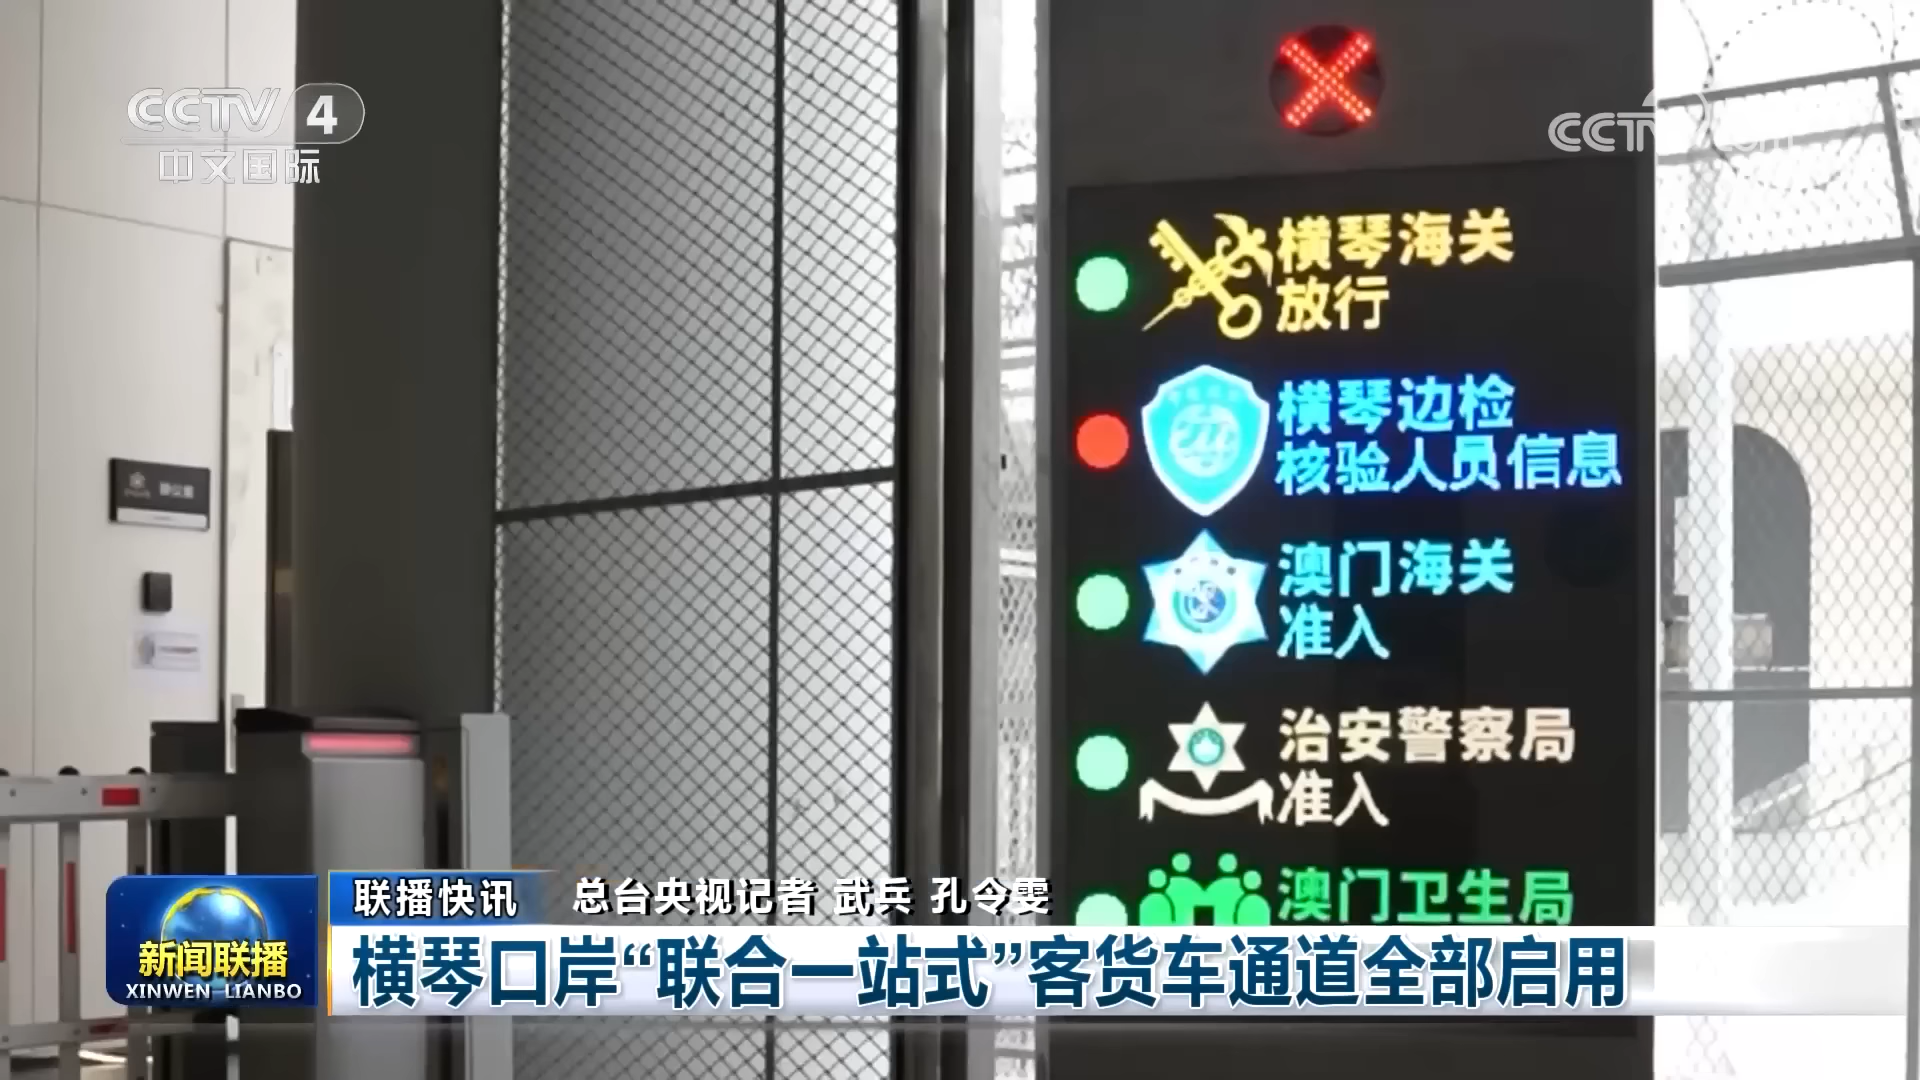 CCTV 4
中文国际
CCTV
横琴海关
放行
横琴边检
核验人员信息
澳门海关
准入
治安警察局
准入
澳门卫生局
联播快讯 总台央视记者 武兵 孔令雯
新闻联播
XINWEN LIANBO
横琴口岸“联合一站式”客货车通道全部启用